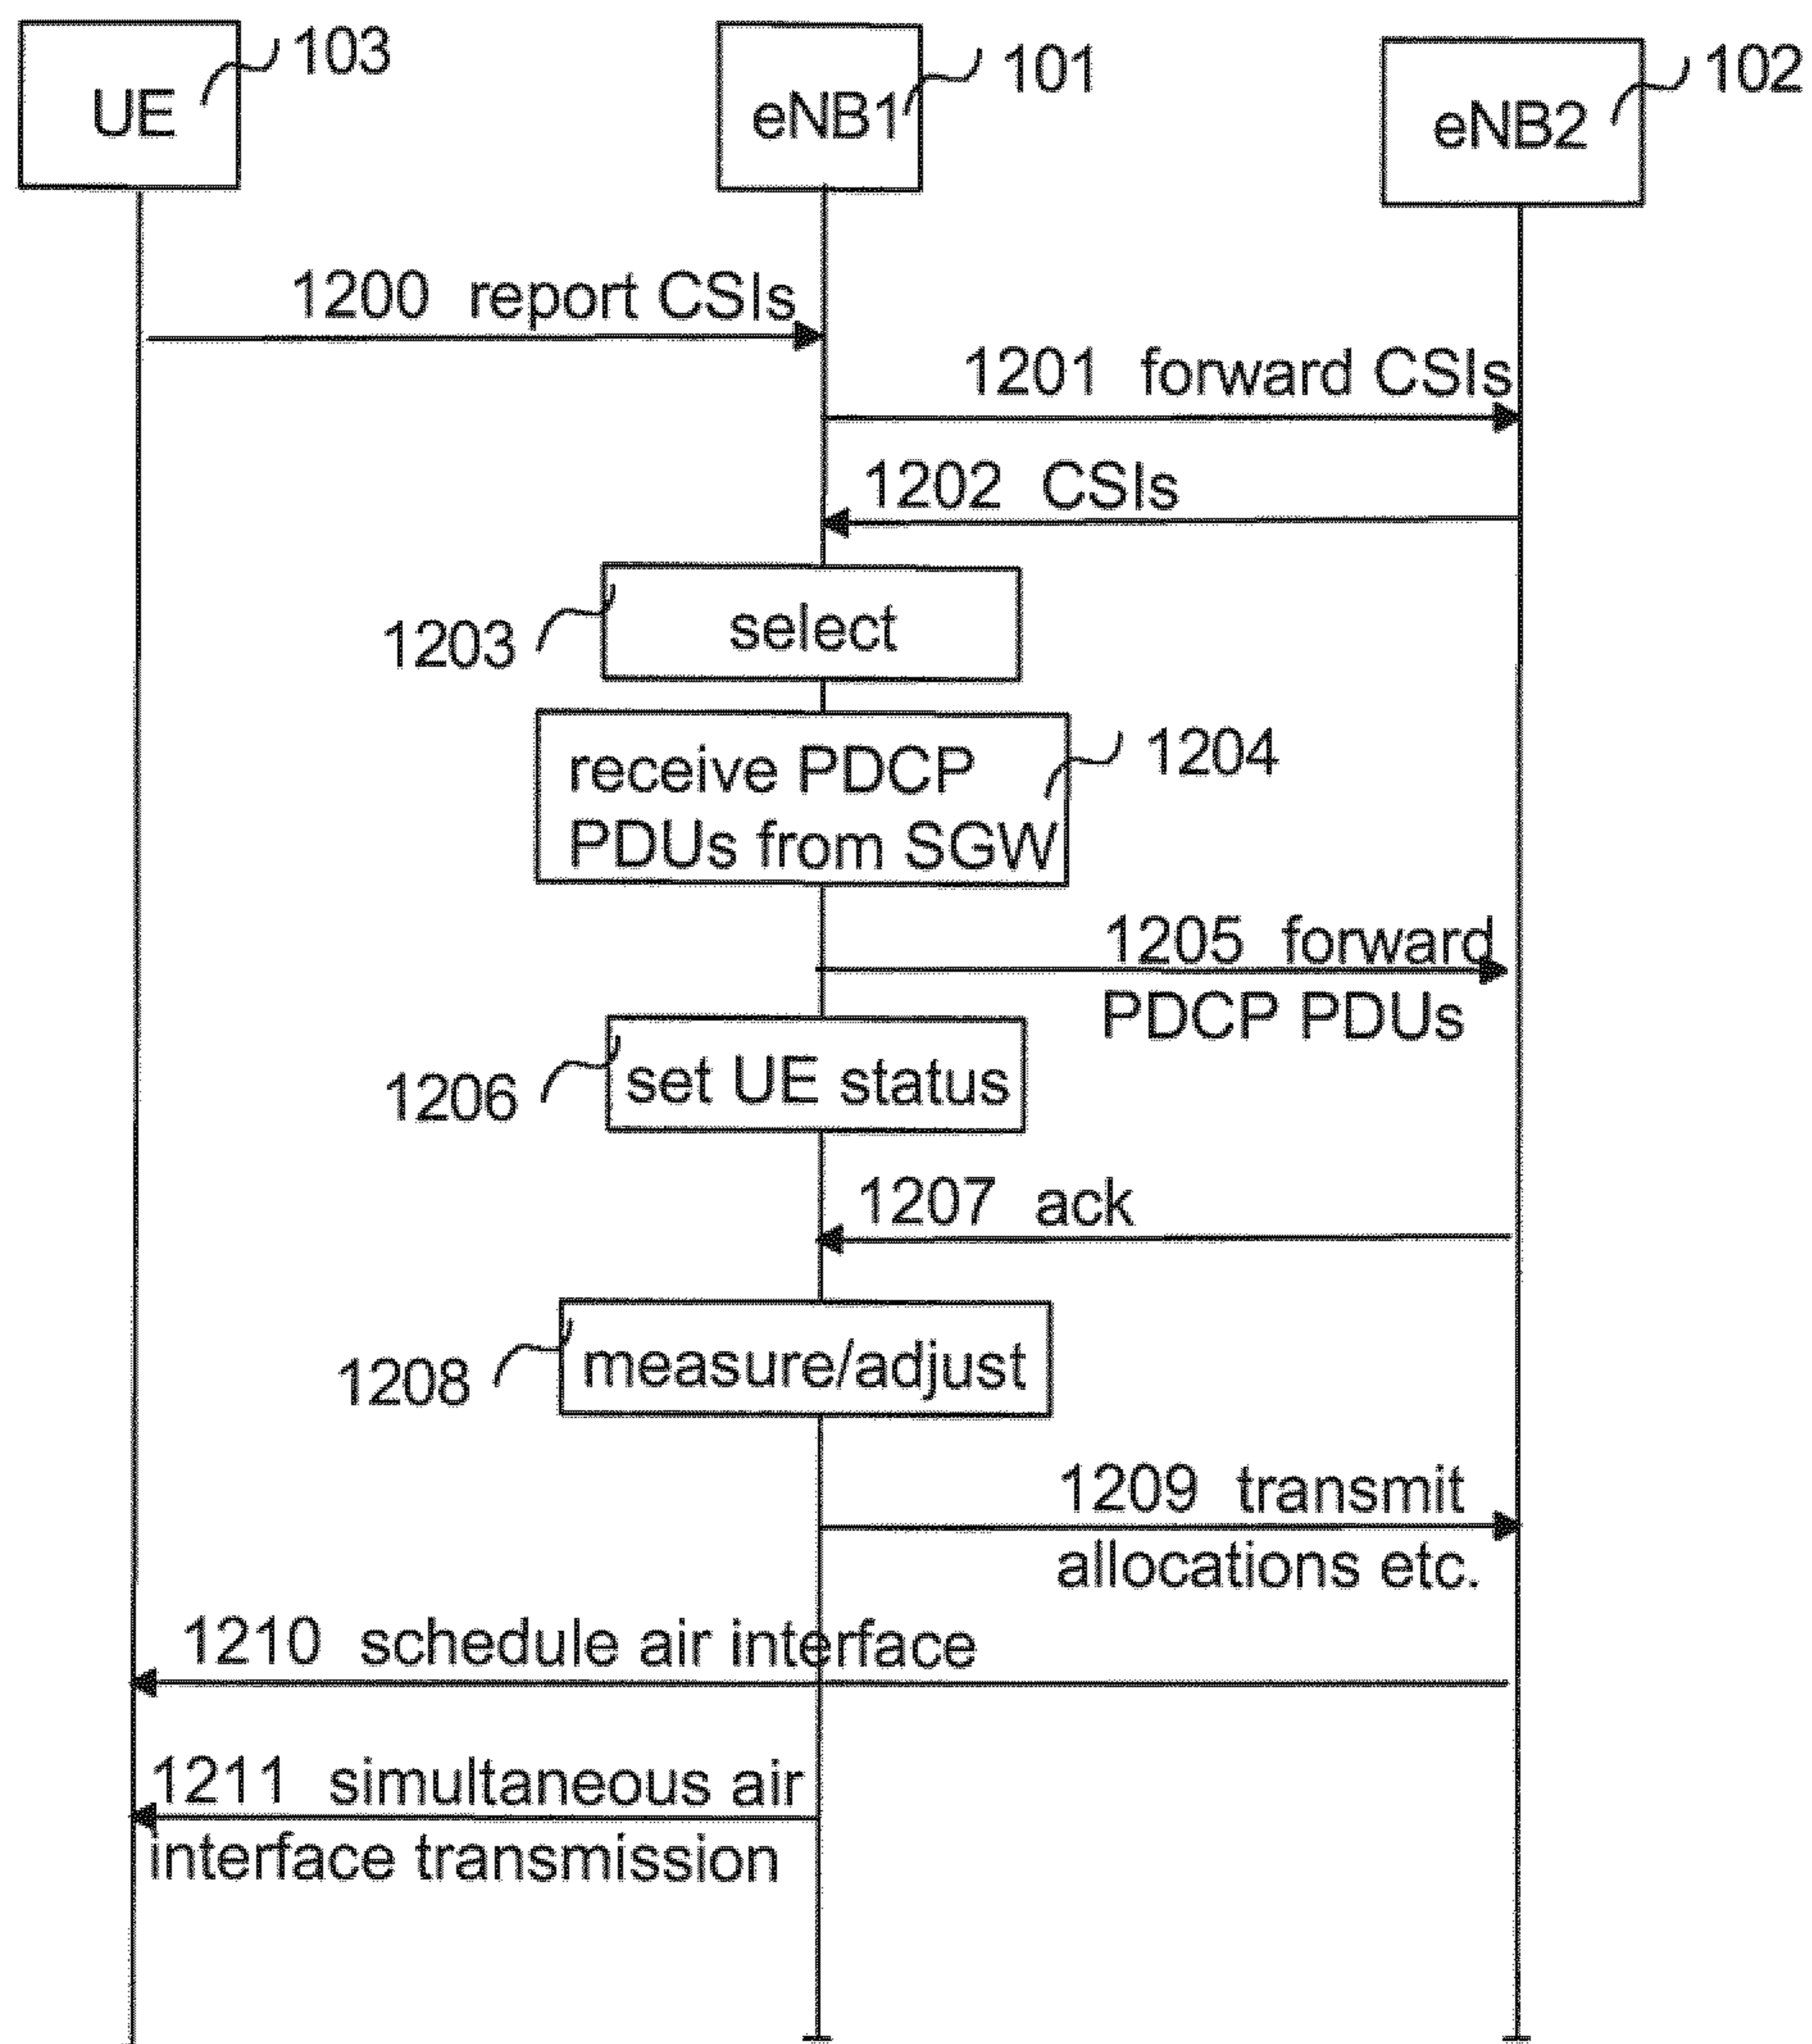 UE
103
eNB1
101
eNB2
102
1200 report CSIs
1201 forward CSIs
1202 CSIs
1203
select
receive PDCP
PDUs from SGW
1204
1205 forward
PDCP PDUs
1206
set UE status
1207 ack
1208
measure/adjust
1209 transmit
allocations etc.
1210 schedule air interface
1211 simultaneous air
interface transmission